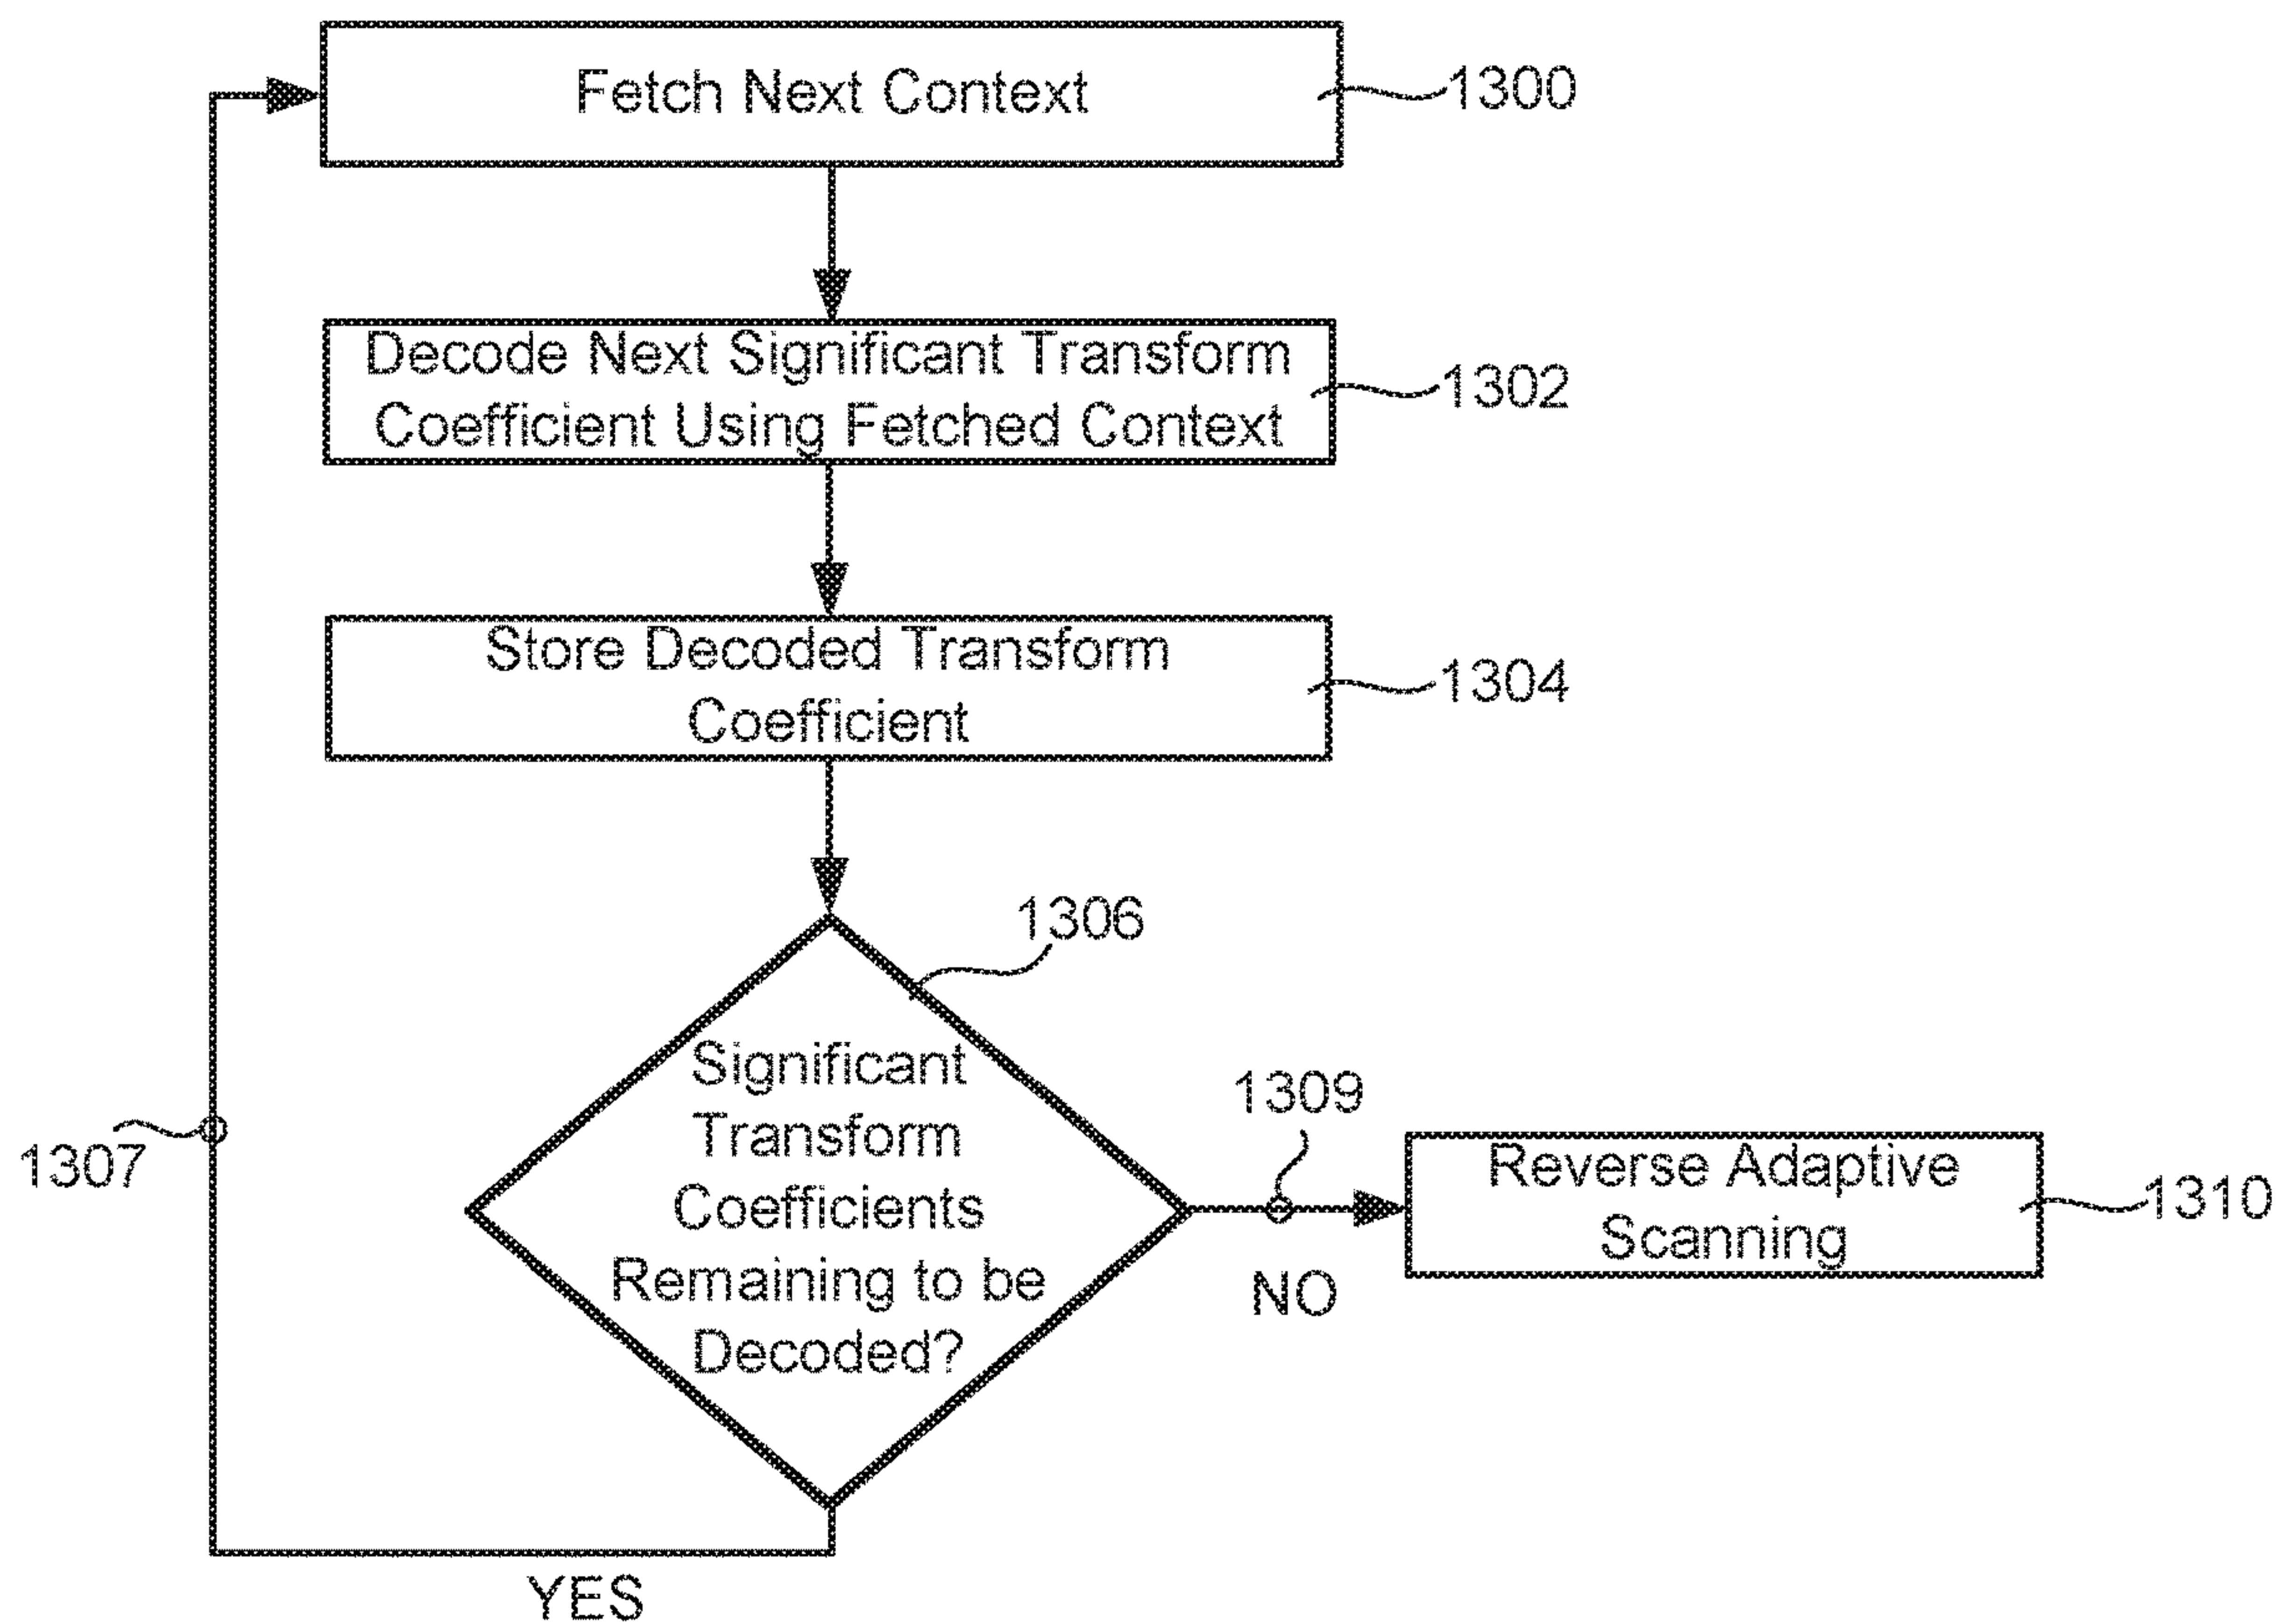 Fetch Next Context
1300
Decode Next Significant Transform
Coefficient Using Fetched Context
1302
Store Decoded Transform
Coefficient
1304
1306
Significant
Transform
Coefficients
Remaining to be
Decoded?
1307
1309
NO
Reverse Adaptive
Scanning
1310
YES